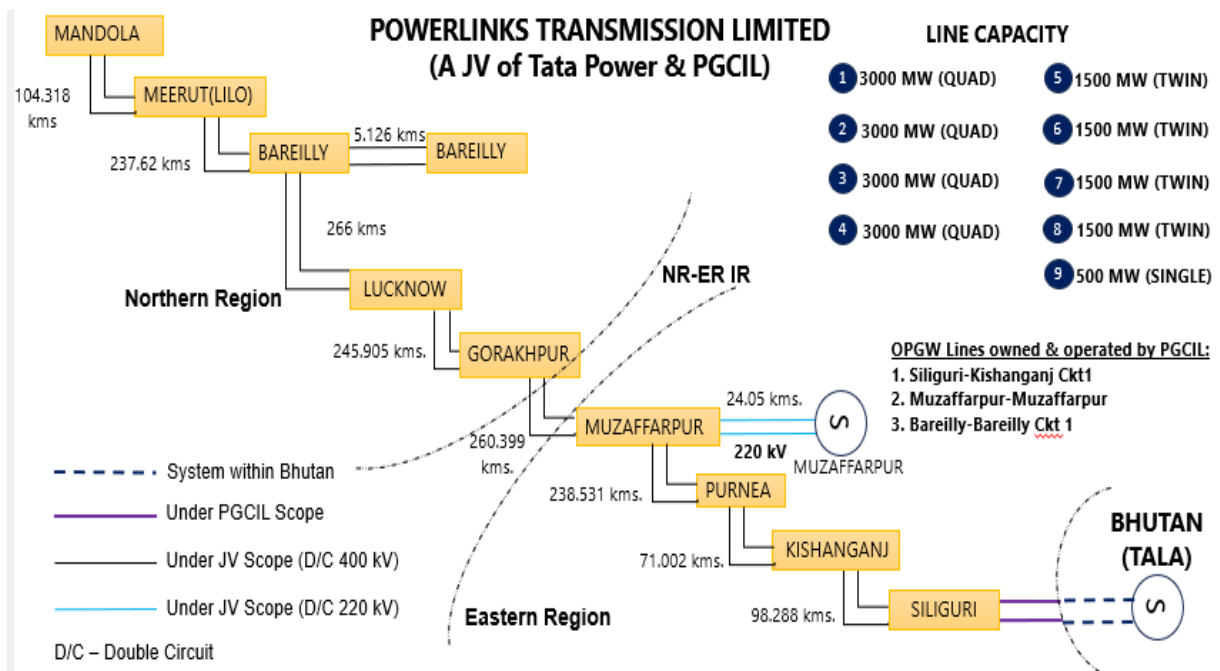 POWERLINKS TRANSMISSION LIMITED
(A JV of Tata Power & PGCIL)
MANDOLA
104.318
kms
MEERUT(LILO)
237.62 kms
BAREILLY
5.126 kms
BAREILLY
266 kms
LUCKNOW
Northern Region
245.905 kms.
GORAKHPUR
NR-ER IR
260.399
kms.
MUZAFFARPUR
24.05 kms.
220 kV
S
MUZAFFARPUR
238.531 kms.
PURNEA
71.002 kms.
KISHANGANJ
98.288 kms.
SILIGURI
Eastern Region
BHUTAN
(TALA)
S
LINE CAPACITY
1 3000 MW (QUAD)
2 3000 MW (QUAD)
3 3000 MW (QUAD)
4 3000 MW (QUAD)
5 1500 MW (TWIN)
6 1500 MW (TWIN)
7 1500 MW (TWIN)
8 1500 MW (TWIN)
9 500 MW (SINGLE)
OPGW Lines owned & operated by PGCIL:
1. Siliguri-Kishanganj Ckt1
2. Muzaffarpur-Muzaffarpur
3. Bareilly-Bareilly Ckt 1
System within Bhutan
Under PGCIL Scope
Under JV Scope (D/C 400 kV)
Under JV Scope (D/C 220 kV)
D/C – Double Circuit